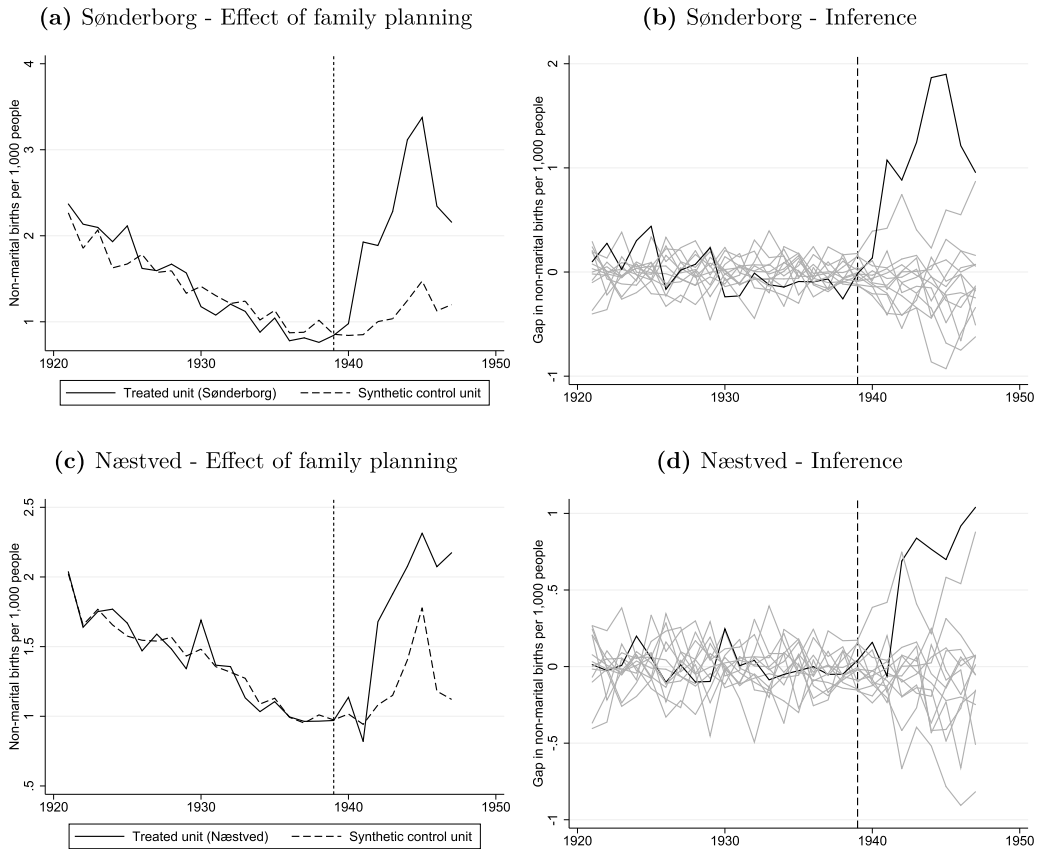 (a) Sønderborg - Effect of family planning
Non-marital births per 1,000 people
4
3
2
1
1920 1930 1940 1950
Treated unit (Sønderborg) Synthetic control unit
(b) Sønderborg - Inference
Gap in non-marital births per 1,000 people
2
1
0
-1
1920 1930 1940 1950
(c) Næstved - Effect of family planning
Non-marital births per 1,000 people
2.5
2
1.5
1
.5
1920 1930 1940 1950
Treated unit (Næstved) Synthetic control unit
(d) Næstved - Inference
Gap in non-marital births per 1,000 people
1
.5
0
-.5
-1
1920 1930 1940 1950